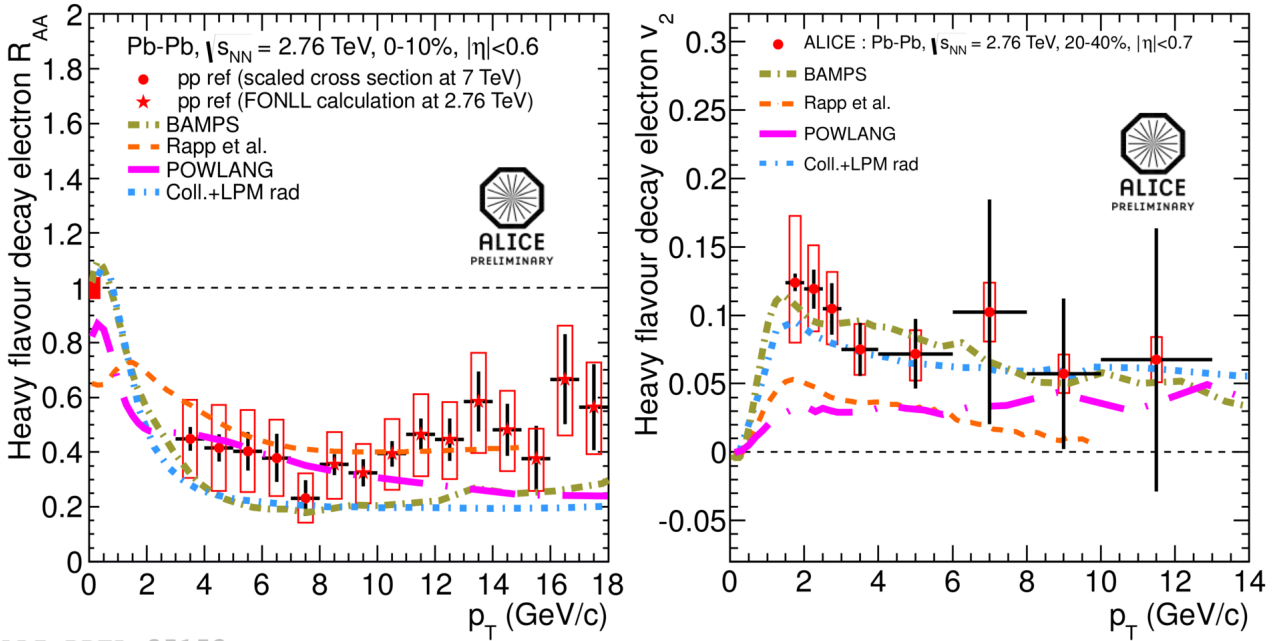 Heavy flavour decay electron R_AA
2
1.8
1.6
1.4
1.2
1
0.8
0.6
0.4
0.2
0
Pb-Pb, √s_NN = 2.76 TeV, 0-10%, |η|<0.6
pp ref (scaled cross section at 7 TeV)
pp ref (FONLL calculation at 2.76 TeV)
BAMPS
Rapp et al.
POWLANG
Coll.+LPM rad
ALICE
PRELIMINARY
0 2 4 6 8 10 12 14 16 18
p_T (GeV/c)
Heavy flavour decay electron v_2
0.3
0.25
0.2
0.15
0.1
0.05
0
-0.05
ALICE : Pb-Pb, √s_NN = 2.76 TeV, 20-40%, |η|<0.7
BAMPS
Rapp et al.
POWLANG
Coll.+LPM rad
ALICE
PRELIMINARY
0 2 4 6 8 10 12 14
p_T (GeV/c)